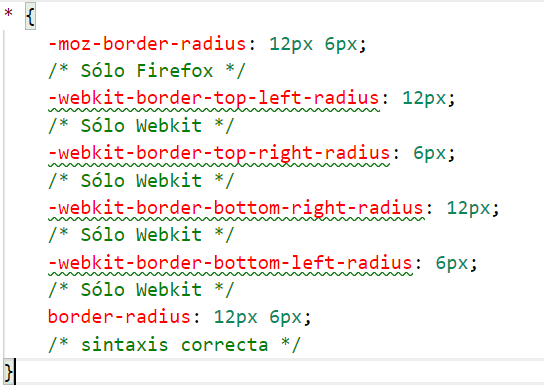 * {
-moz-border-radius: 12px 6px;
/* Sólo Firefox */
-webkit-border-top-left-radius: 12px;
/* Sólo Webkit */
-webkit-border-top-right-radius: 6px;
/* Sólo Webkit */
-webkit-border-bottom-right-radius: 12px;
/* Sólo Webkit */
-webkit-border-bottom-left-radius: 6px;
/* Sólo Webkit */
border-radius: 12px 6px;
/* sintaxis correcta */
}